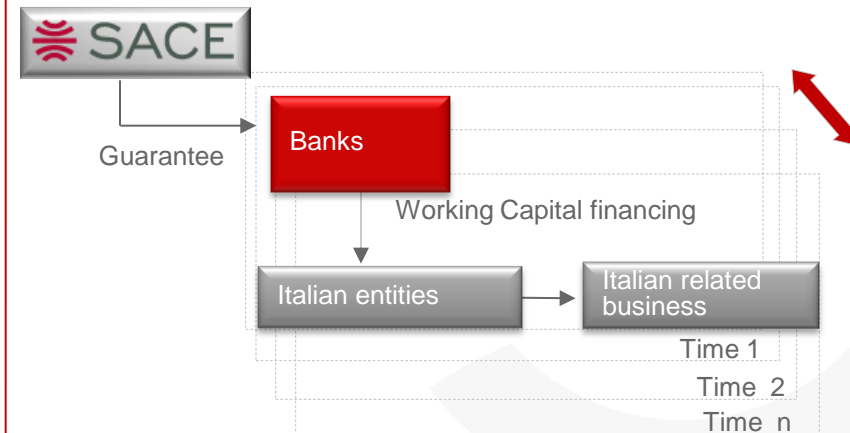 SACE
Guarantee
Banks
Working Capital financing
Italian entities
Italian related
business
Time 1
Time 2
Time n